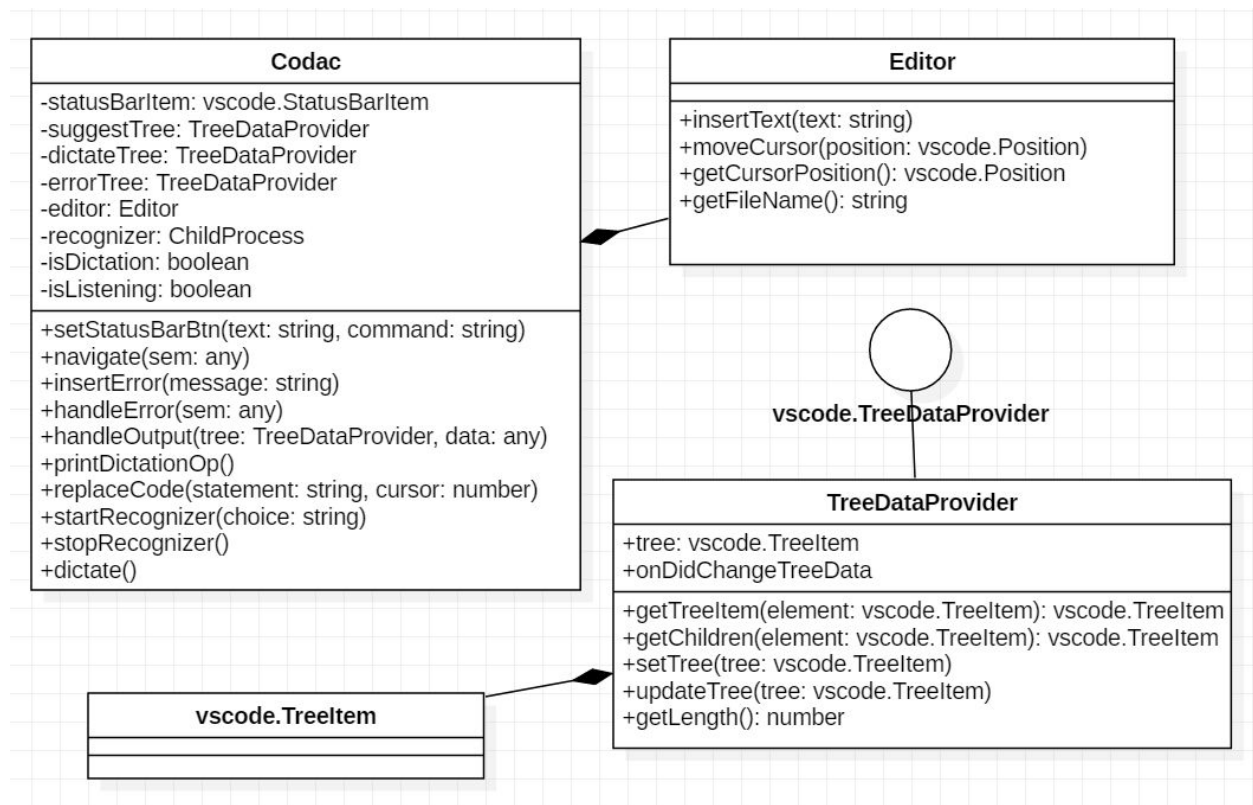 Codac
-statusBarItem: vscode.StatusBarItem
-suggestTree: TreeDataProvider
-dictateTree: TreeDataProvider
-errorTree: TreeDataProvider
-editor: Editor
-recognizer: ChildProcess
-isDictation: boolean
-isListening: boolean
+setStatusBarBtn(text: string, command: string)
+navigate(sem: any)
+insertError(message: string)
+handleError(sem: any)
+handleOutput(tree: TreeDataProvider, data: any)
+printDictationOp()
+replaceCode(statement: string, cursor: number)
+startRecognizer(choice: string)
+stopRecognizer()
+dictate()
Editor
+insertText(text: string)
+moveCursor(position: vscode.Position)
+getCursorPosition(): vscode.Position
+getFileName(): string
vscode.TreeDataProvider
TreeDataProvider
+tree: vscode.TreeItem
+onDidChangeTreeData
+getTreeItem(element: vscode.TreeItem): vscode.TreeItem
+getChildren(element: vscode.TreeItem): vscode.TreeItem
+setTree(tree: vscode.TreeItem)
+updateTree(tree: vscode.TreeItem)
+getLength(): number
vscode.TreeItem